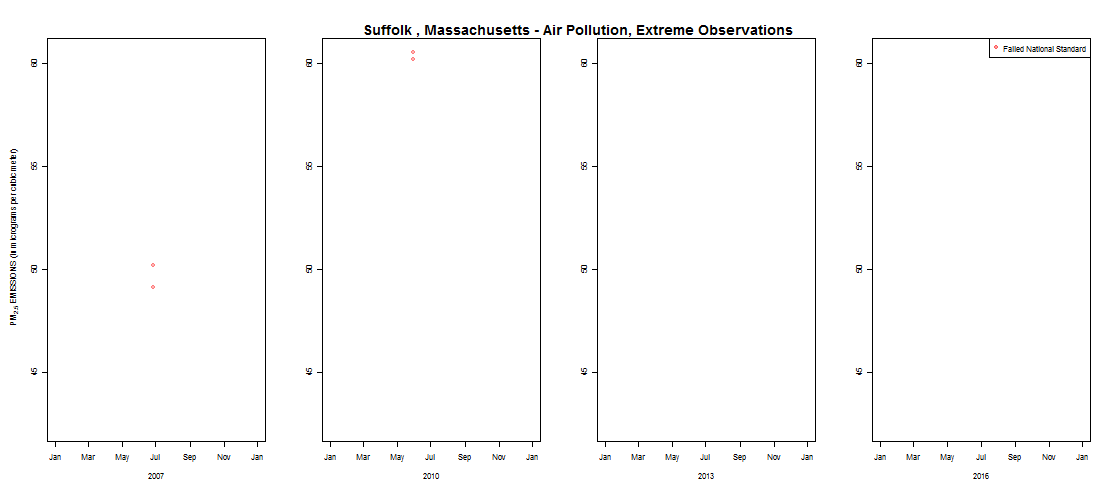 Suffolk , Massachusetts - Air Pollution, Extreme Observations
Failed National Standard
PM2.5 EMISSIONS (in micrograms per cubic meter)
60
55
50
45
Jan Mar May Jul Sep Nov Jan
2007
60
55
50
45
Jan Mar May Jul Sep Nov Jan
2010
60
55
50
45
Jan Mar May Jul Sep Nov Jan
2013
60
55
50
45
Jan Mar May Jul Sep Nov Jan
2016